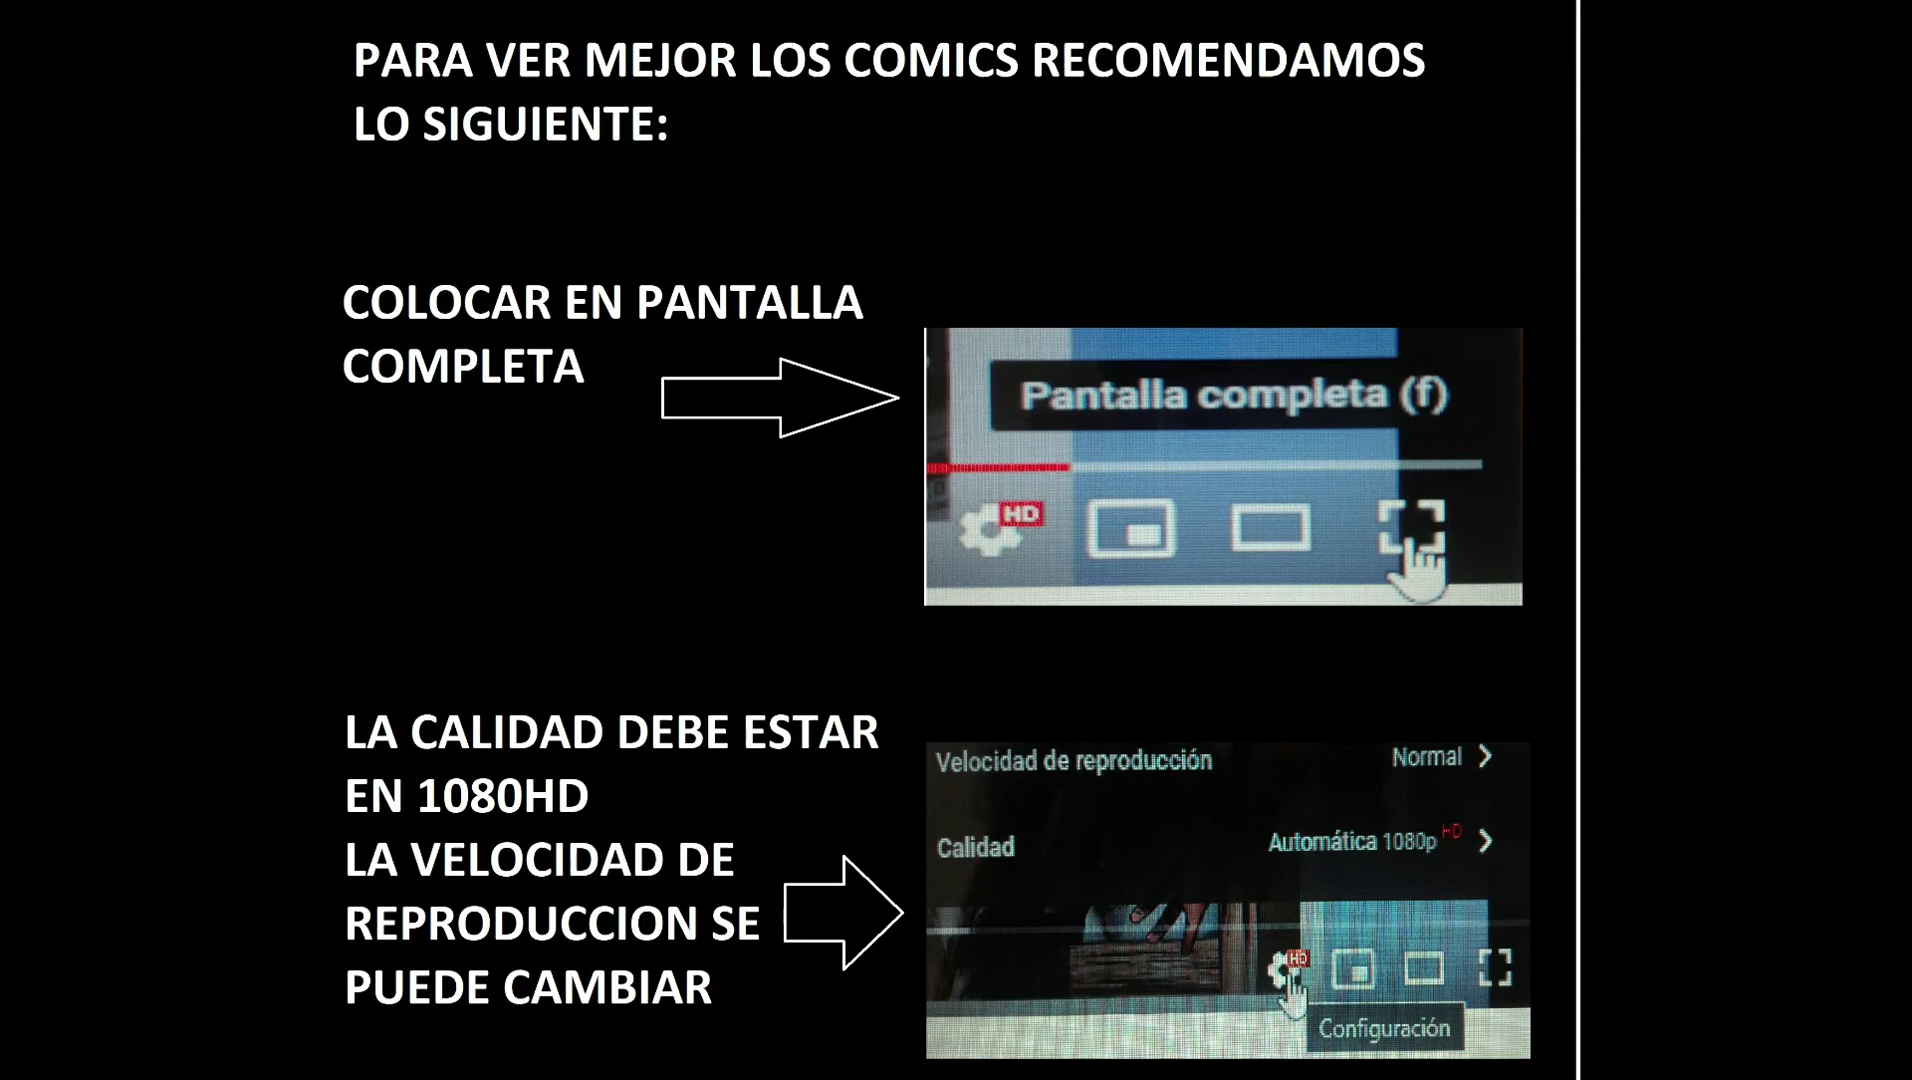 PARA VER MEJOR LOS COMICS RECOMENDAMOS
LO SIGUIENTE:
COLOCAR EN PANTALLA
COMPLETA
Pantalla completa (f)
HD
LA CALIDAD DEBE ESTAR
EN 1080HD
LA VELOCIDAD DE
REPRODUCCION SE
PUEDE CAMBIAR
Velocidad de reproducción Normal
Calidad Automática 1080p HD
HD
Configuración